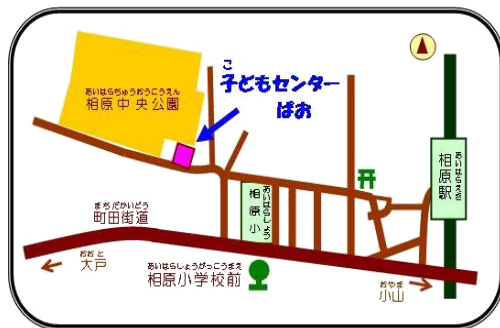 こ
子どもセンター
ぱお
あいはらちゅうおうこうえん
相原中央公園
あいはらえき
相原駅
あいはらしょう
相原小
まちだかいどう
町田街道
おおと
大戸
あいはらしょうがっこうまえ
相原小学校前
おやま
小山